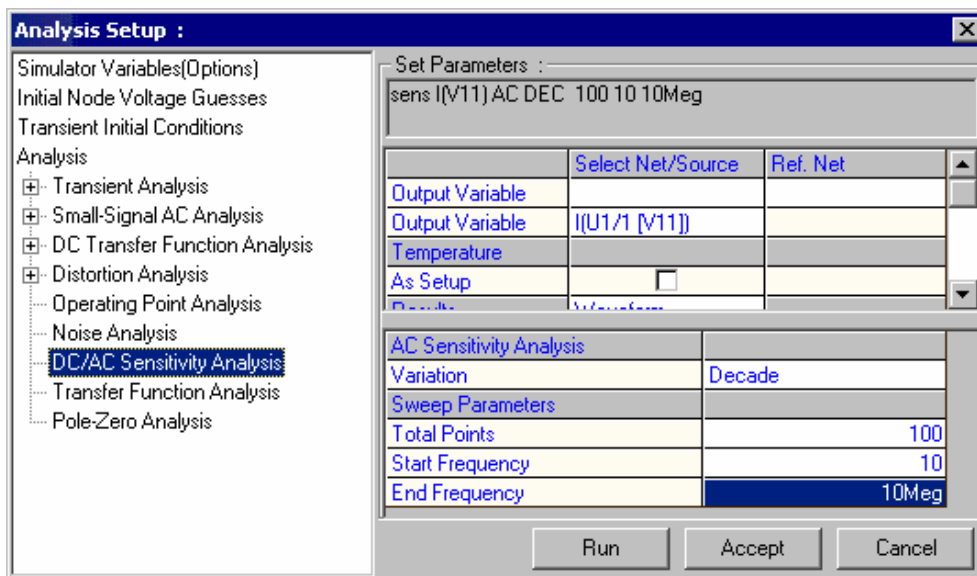 Analysis Setup :
Simulator Variables(Options)
Initial Node Voltage Guesses
Transient Initial Conditions
Analysis
Transient Analysis
Small-Signal AC Analysis
DC Transfer Function Analysis
Distortion Analysis
Operating Point Analysis
Noise Analysis
DC/AC Sensitivity Analysis
Transfer Function Analysis
Pole-Zero Analysis
Set Parameters :
sens I(V11) AC DEC 100 10 10Meg
Select Net/Source Ref. Net
Output Variable
Output Variable I(U1/1 [V11])
Temperature
As Setup
Results Waveform
AC Sensitivity Analysis
Variation Decade
Sweep Parameters
Total Points 100
Start Frequency 10
End Frequency 10Meg
Run Accept Cancel